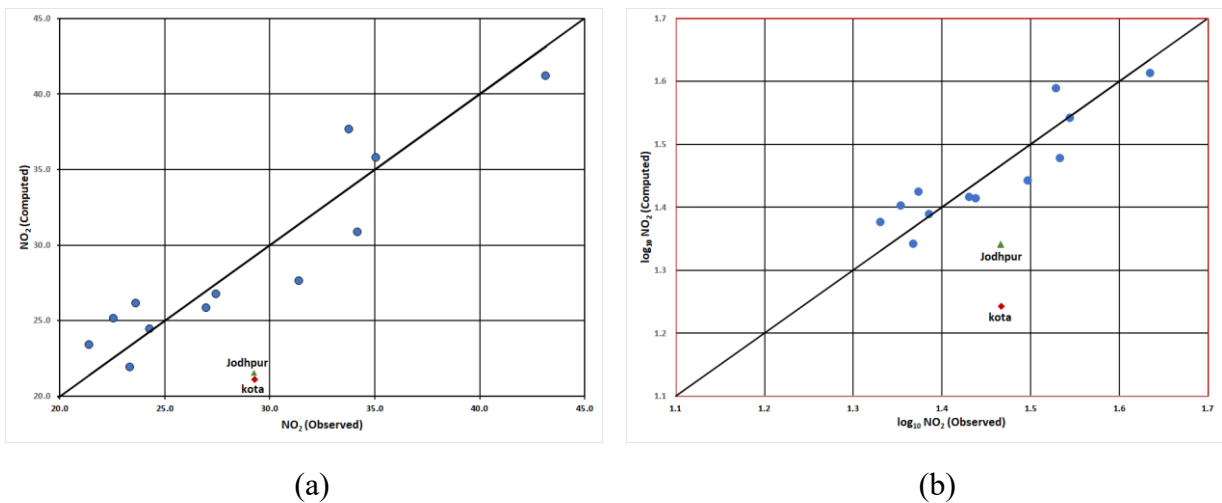 45.0
40.0
35.0
30.0
25.0
20.0
NO₂ (Computed)
Jodhpur
kota
20.0 25.0 30.0 35.0 40.0 45.0
NO₂ (Observed)
(a)
1.7
1.6
1.5
1.4
1.3
1.2
1.1
log₁₀ NO₂ (Computed)
Jodhpur
kota
1.1 1.2 1.3 1.4 1.5 1.6 1.7
log₁₀ NO₂ (Observed)
(b)